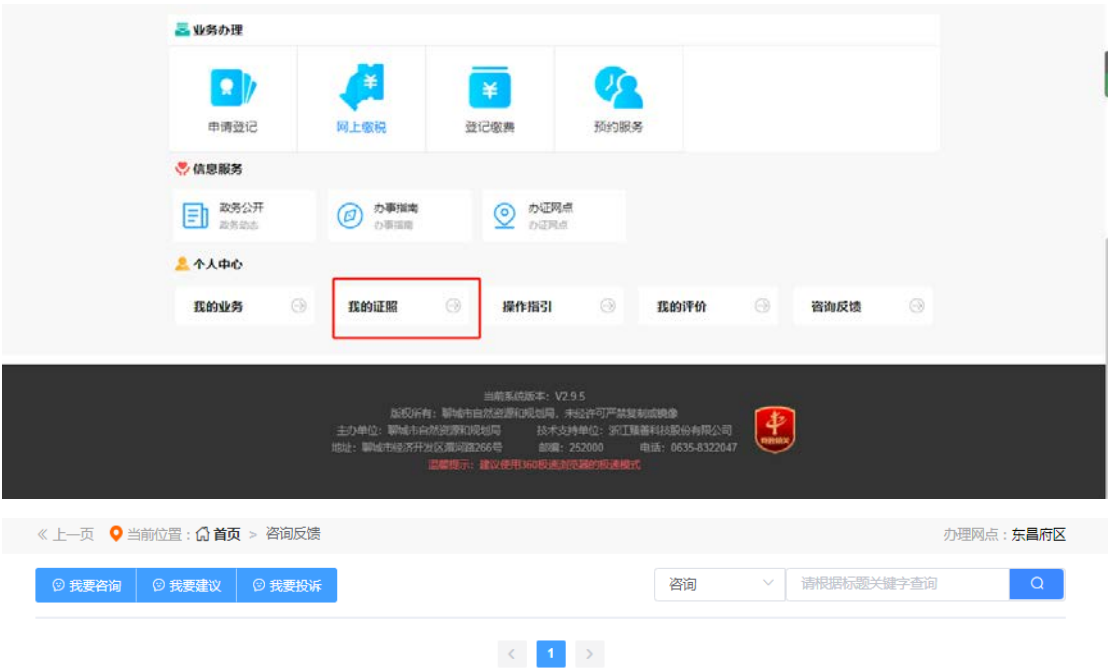 业务办理
申请登记 网上缴税 登记缴费 预约服务
信息服务
政务公开 办事指南 办证网点
政务动态 办事指南 办证网点
个人中心
我的业务 我的证照 操作指引 我的评价 咨询反馈
当前系统版本：V2.9.5
版权所有：聊城市自然资源和规划局，未经许可严禁复制或镜像
主办单位：聊城市自然资源和规划局 技术支持单位：浙江臻善科技股份有限公司
地址：聊城市经济开发区渭河路266号 邮编：252000 电话：0635-8322047
温馨提示：建议使用360极速浏览器的极速模式
党政机关
上一页 当前位置：首页 > 咨询反馈 办理网点：东昌府区
我要咨询 我要建议 我要投诉 咨询 请根据标题关键字查询
< 1 >